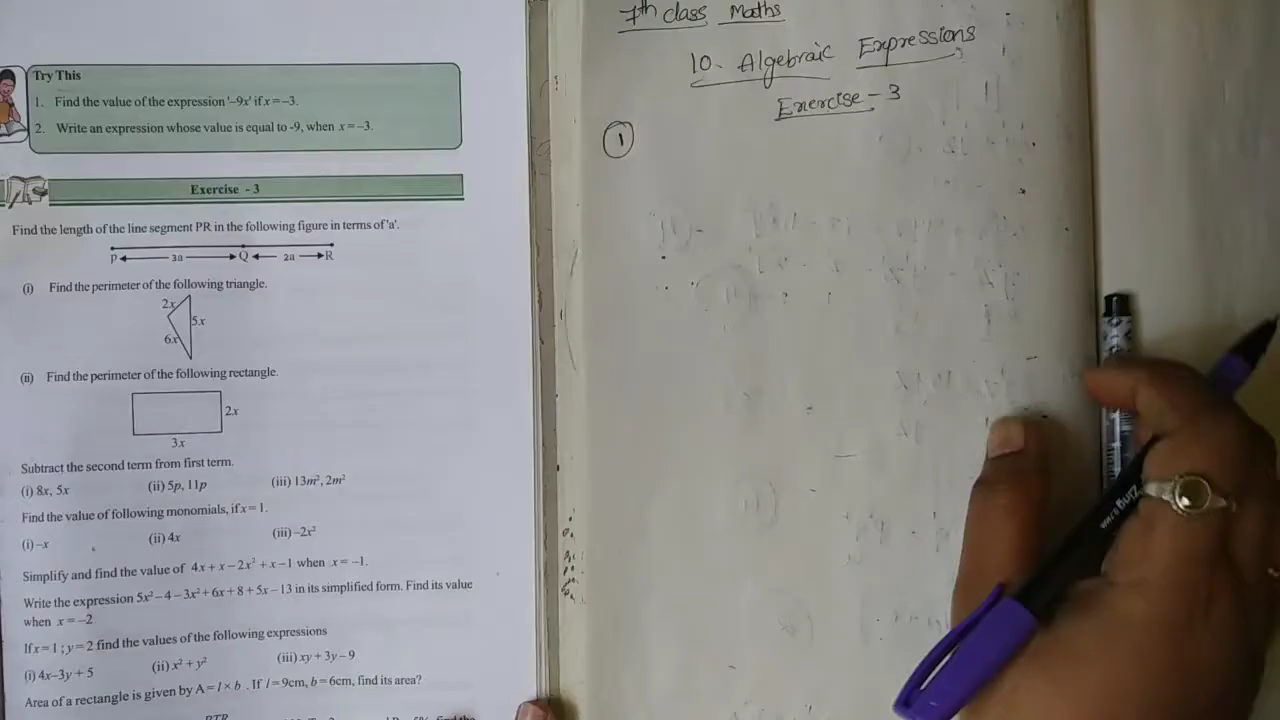 Try This
1. Find the value of the expression '–9x' if x = –3.
2. Write an expression whose value is equal to -9, when x = –3.
Exercise - 3
Find the length of the line segment PR in the following figure in terms of 'a'.
P 3a Q 2a R
(i) Find the perimeter of the following triangle.
2x
5x
6x
(ii) Find the perimeter of the following rectangle.
2x
3x
Subtract the second term from first term.
(i) 8x, 5x (ii) 5p, 11p (iii) 13m², 2m²
Find the value of following monomials, if x = 1.
(i) –x (ii) 4x (iii) –2x²
Simplify and find the value of 4x + x – 2x² + x – 1 when x = –1.
Write the expression 5x² – 4 – 3x² + 6x + 8 + 5x – 13 in its simplified form. Find its value
when x = –2
If x = 1 ; y = 2 find the values of the following expressions
(i) 4x–3y + 5 (ii) x² + y² (iii) xy + 3y – 9
Area of a rectangle is given by A = l × b . If l = 9cm, b = 6cm, find its area?
7th class Maths
10. Algebraic Expressions
Exercise - 3
1